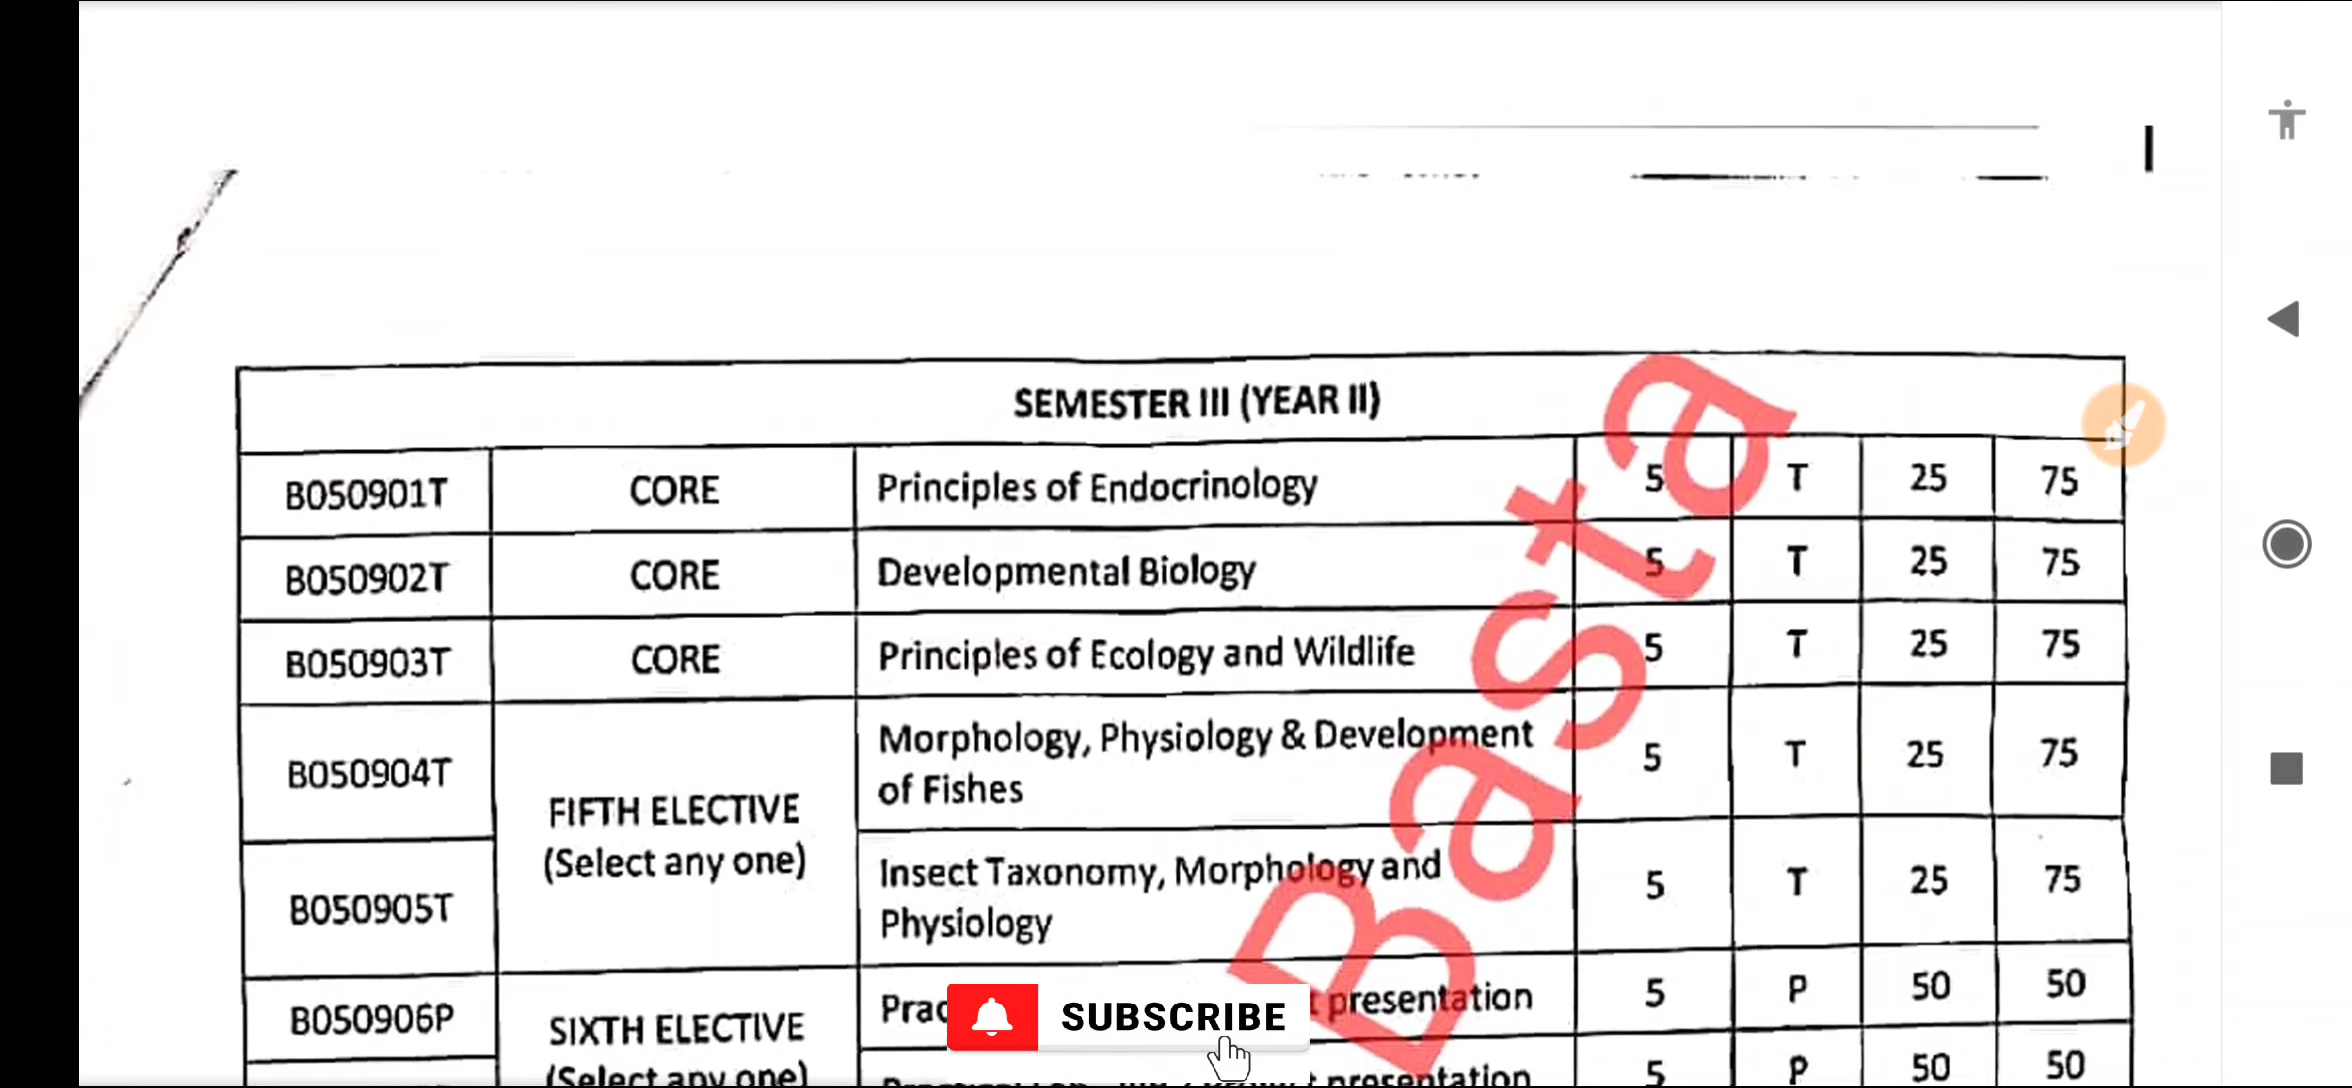 SEMESTER III (YEAR II)
B050901T CORE Principles of Endocrinology 5 T 25 75
B050902T CORE Developmental Biology 5 T 25 75
B050903T CORE Principles of Ecology and Wildlife 5 T 25 75
B050904T Morphology, Physiology & Development of Fishes 5 T 25 75
FIFTH ELECTIVE
(Select any one)
B050905T Insect Taxonomy, Morphology and Physiology 5 T 25 75
B050906P presentation 5 P 50 50
SIXTH ELECTIVE
(Select any one)
presentation 5 P 50 50
Basta
SUBSCRIBE